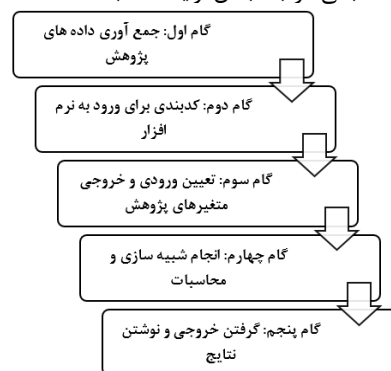 گام اول: جمع آوری داده های
پژوهش
گام دوم: کدبندی برای ورود به نرم
افزار
گام سوم: تعیین ورودی و خروجی
متغیرهای پژوهش
گام چهارم: انجام شبیه سازی و
محاسبات
گام پنجم: گرفتن خروجی و نوشتن
نتایج